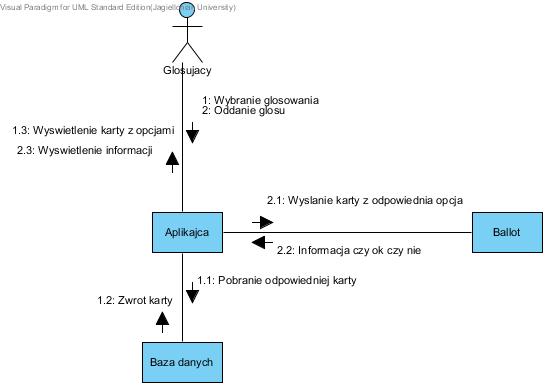 Visual Paradigm for UML Standard Edition(Jagiellonian University)
Glosujacy
1: Wybranie glosowania
2: Oddanie glosu
1.3: Wyswietlenie karty z opcjami
2.3: Wyswietlenie informacji
2.1: Wyslanie karty z odpowiednia opcja
Aplikajca
Ballot
2.2: Informacja czy ok czy nie
1.1: Pobranie odpowiedniej karty
1.2: Zwrot karty
Baza danych